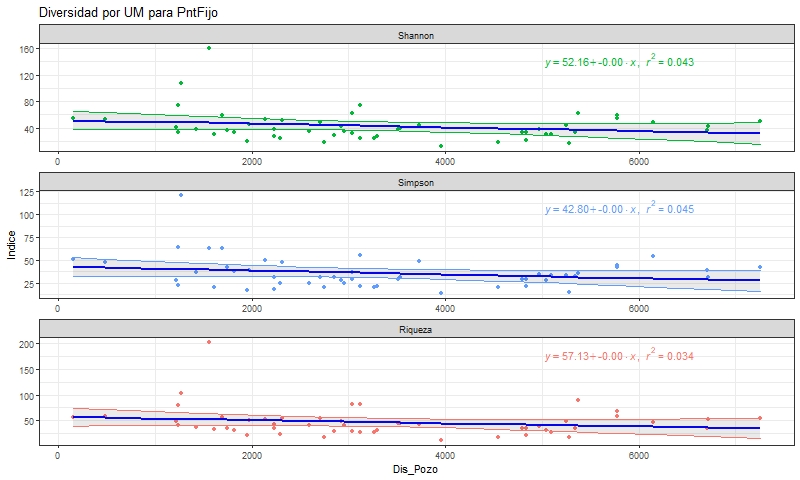 Diversidad por UM para PntFijo
Shannon
160
120
80
40
y = 52.16+-0.00 · x, r² = 0.043
0 2000 4000 6000
Simpson
125
100
75
50
25
y = 42.80+-0.00 · x, r² = 0.045
0 2000 4000 6000
Indice
Riqueza
200
150
100
50
y = 57.13+-0.00 · x, r² = 0.034
0 2000 4000 6000
Dis_Pozo